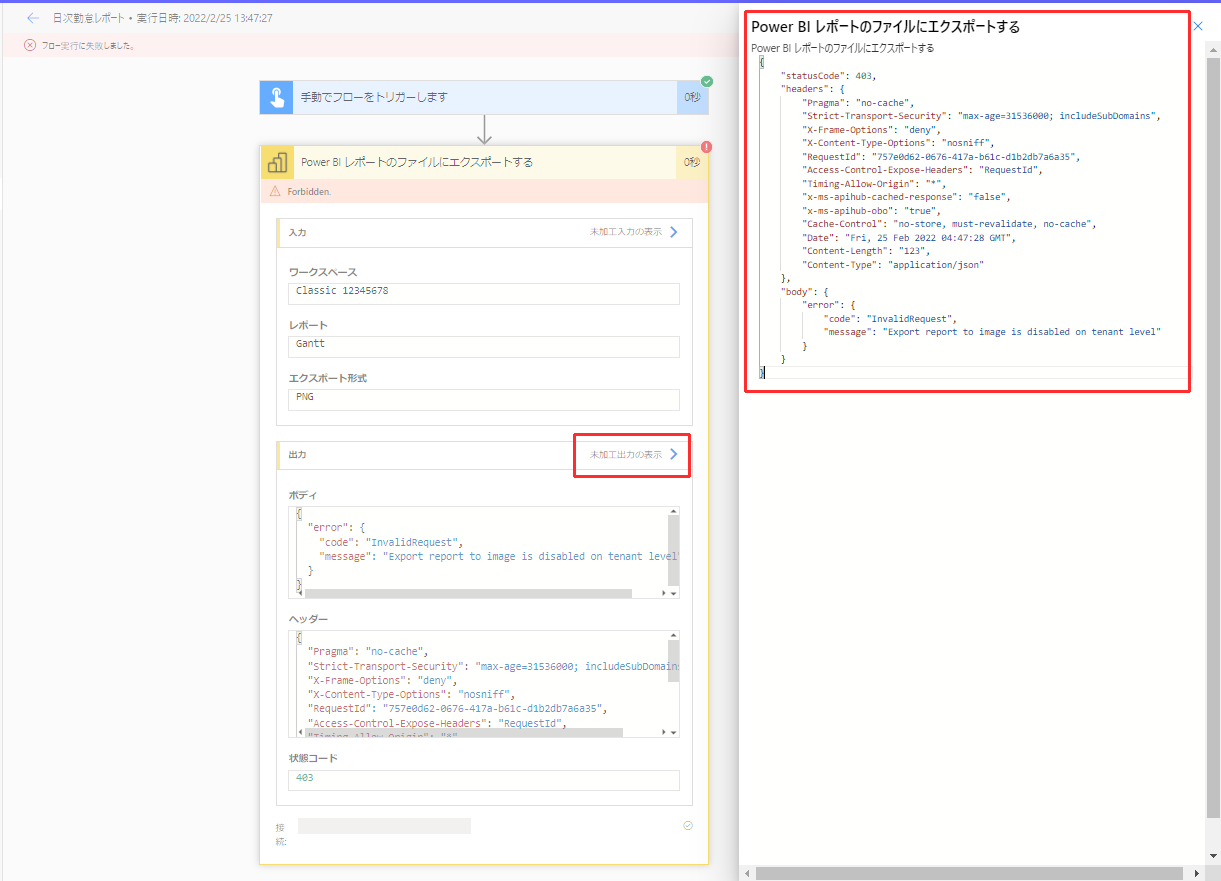 日次勤怠レポート • 実行日時: 2022/2/25 13:47:27
フロー実行に失敗しました。
手動でフローをトリガーします
0秒
Power BI レポートのファイルにエクスポートする
0秒
Forbidden.
入力
未加工入力の表示
ワークスペース
Classic 12345678
レポート
Gantt
エクスポート形式
PNG
出力
未加工出力の表示
ボディ
{
"error": {
"code": "InvalidRequest",
"message": "Export report to image is disabled on tenant level"
}
}
ヘッダー
{
"Pragma": "no-cache",
"Strict-Transport-Security": "max-age=31536000; includeSubDomains
"X-Frame-Options": "deny",
"X-Content-Type-Options": "nosniff",
"RequestId": "757e0d62-0676-417a-b61c-d1b2db7a6a35",
"Access-Control-Expose-Headers": "RequestId",
"Timing-Allow-Origin": "*",
状態コード
403
接
続:
Power BI レポートのファイルにエクスポートする
Power BI レポートのファイルにエクスポートする
{
"statusCode": 403,
"headers": {
"Pragma": "no-cache",
"Strict-Transport-Security": "max-age=31536000; includeSubDomains",
"X-Frame-Options": "deny",
"X-Content-Type-Options": "nosniff",
"RequestId": "757e0d62-0676-417a-b61c-d1b2db7a6a35",
"Access-Control-Expose-Headers": "RequestId",
"Timing-Allow-Origin": "*",
"x-ms-apihub-cached-response": "false",
"x-ms-apihub-obo": "true",
"Cache-Control": "no-store, must-revalidate, no-cache",
"Date": "Fri, 25 Feb 2022 04:47:28 GMT",
"Content-Length": "123",
"Content-Type": "application/json"
},
"body": {
"error": {
"code": "InvalidRequest",
"message": "Export report to image is disabled on tenant level"
}
}
}